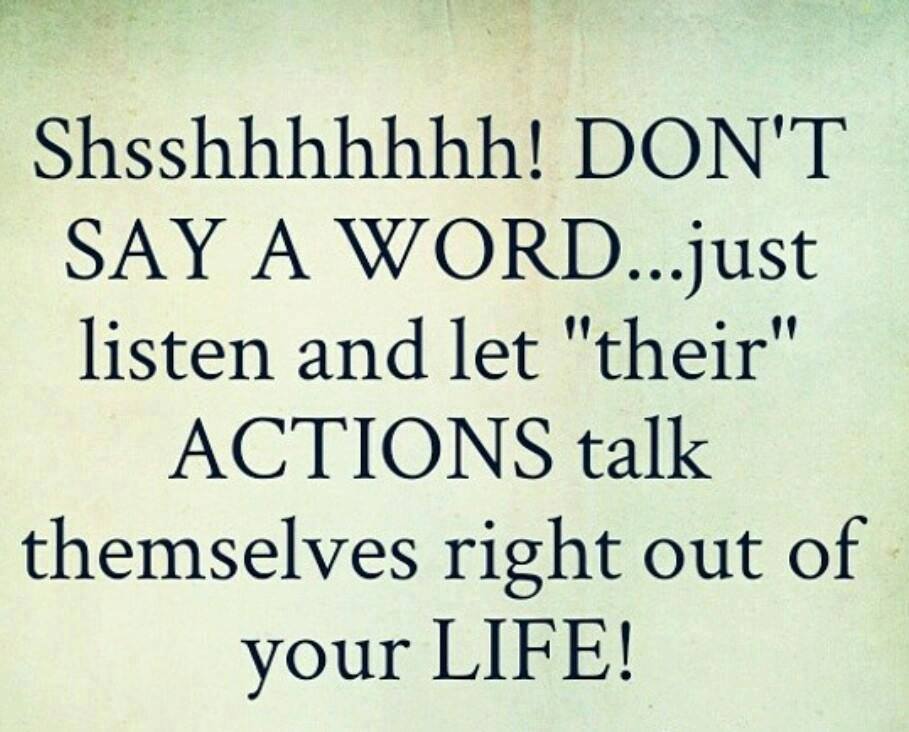 Shsshhhhhhh! DON'T
SAY A WORD...just
listen and let "their"
ACTIONS talk
themselves right out of
your LIFE!